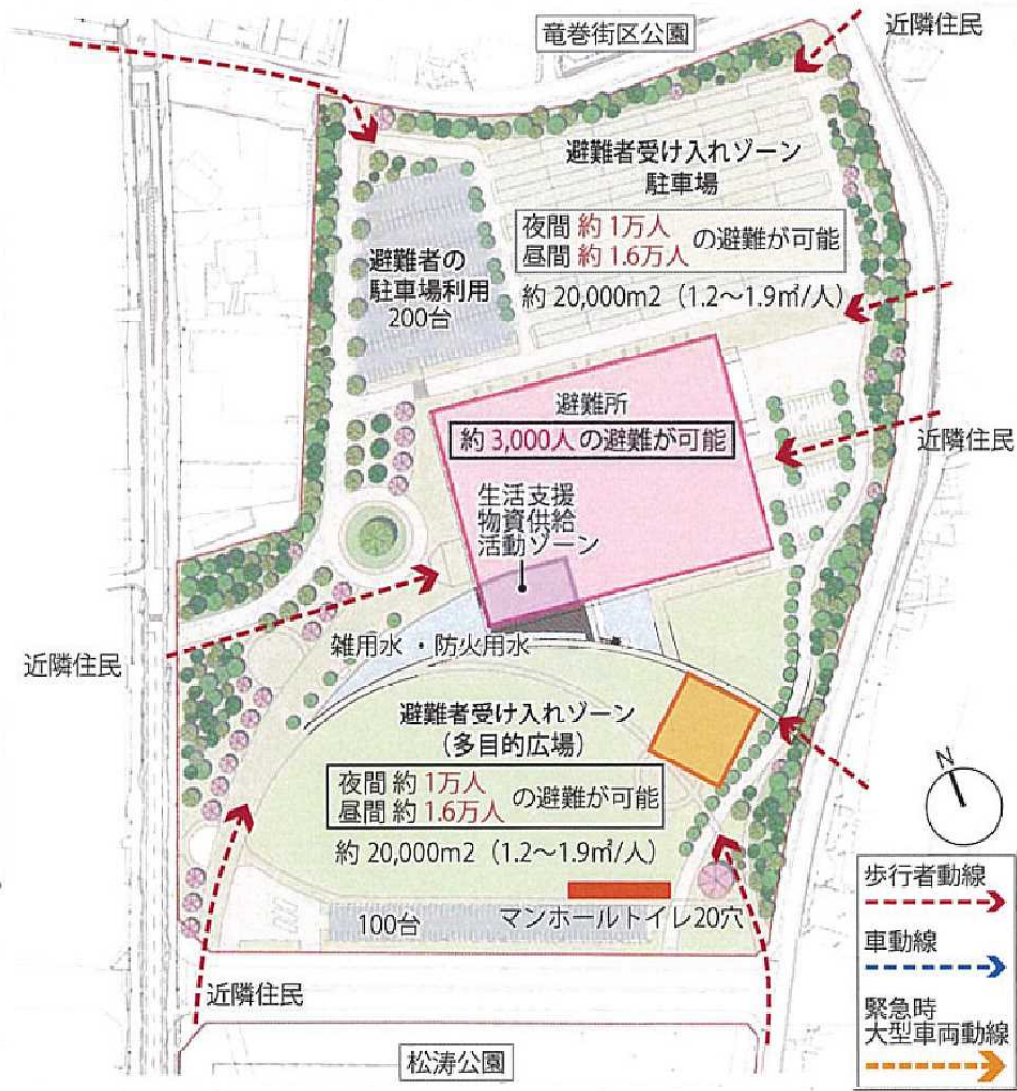 竜巻街区公園
近隣住民
避難者受け入れゾーン
駐車場
夜間 約 1万人
昼間 約 1.6万人
の避難が可能
約 20,000m2（1.2～1.9㎡/人）
避難者の
駐車場利用
200台
避難所
約 3,000人 の避難が可能
近隣住民
生活支援
物資供給
活動ゾーン
近隣住民
雑用水・防火用水
避難者受け入れゾーン
（多目的広場）
夜間 約 1万人
昼間 約 1.6万人
の避難が可能
約 20,000m2（1.2～1.9㎡/人）
100台
マンホールトイレ20穴
近隣住民
松涛公園
N
歩行者動線
車動線
緊急時
大型車両動線